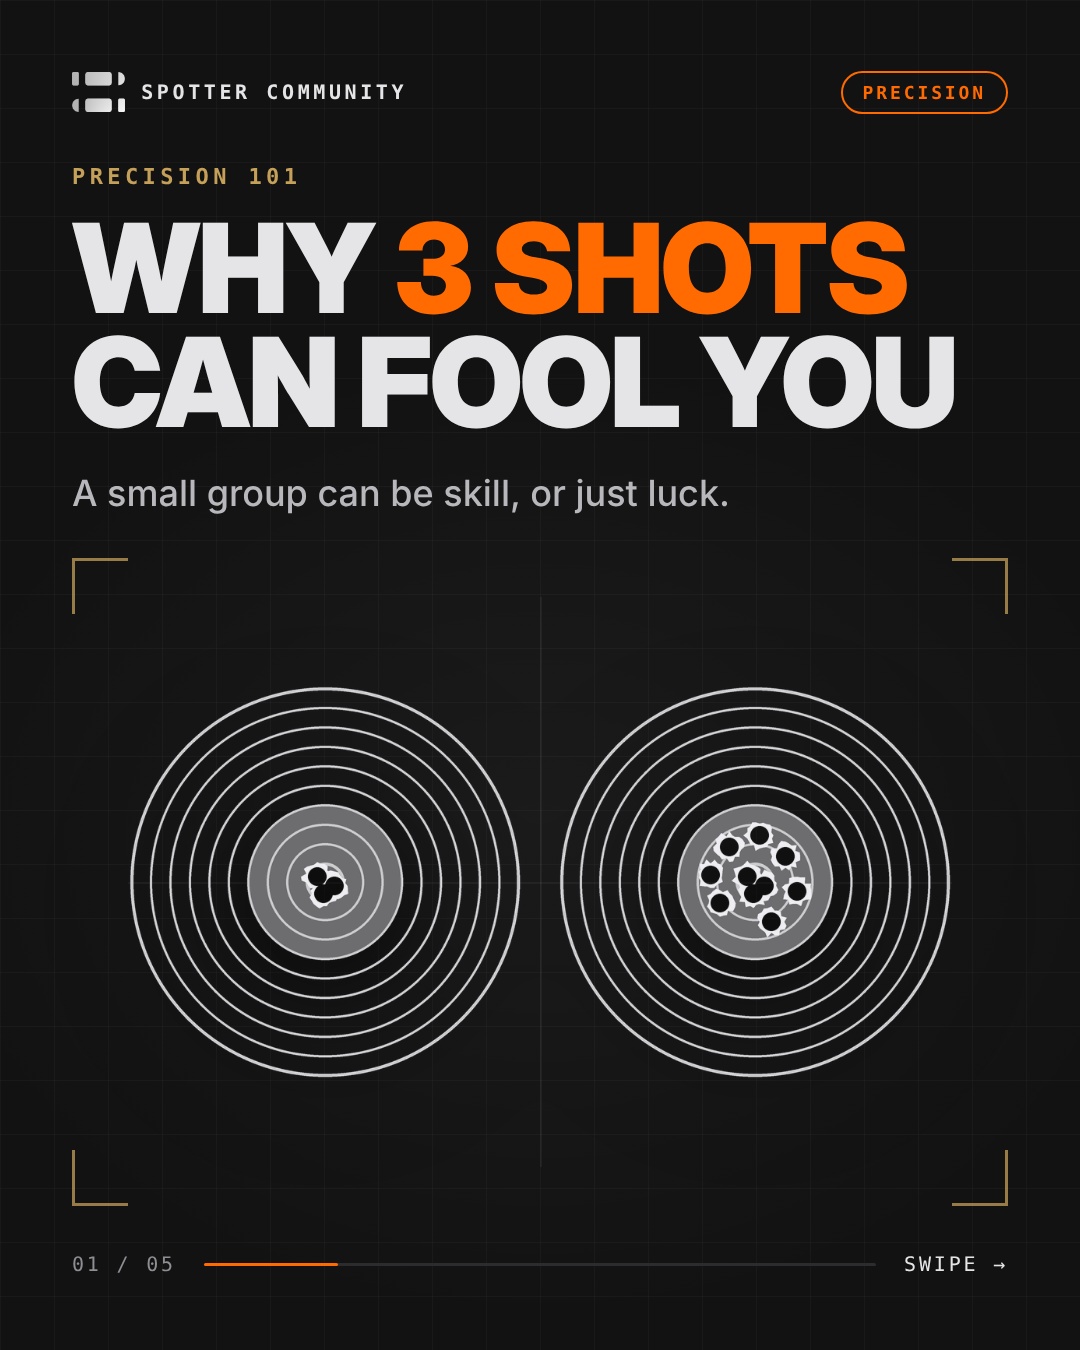 SPOTTER COMMUNITY
PRECISION
PRECISION 101
WHY 3 SHOTS
CAN FOOL YOU
A small group can be skill, or just luck.
01 / 05
SWIPE →